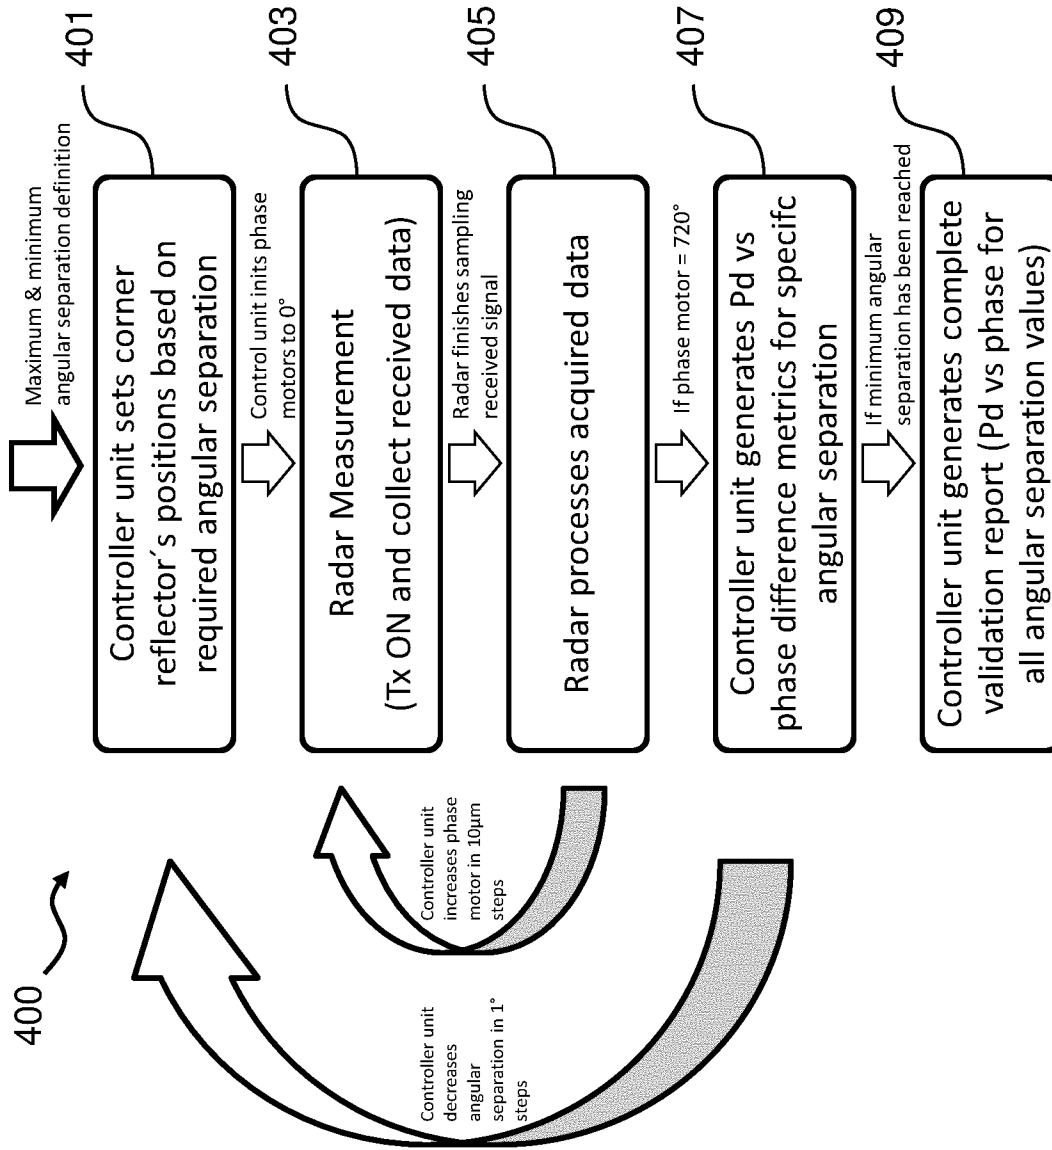 400
Maximum & minimum
angular separation definition
401
Controller unit sets corner
reflector´s positions based on
required angular separation
Control unit inits phase
motors to 0°
403
Radar Measurement
(Tx ON and collect received data)
Radar finishes sampling
received signal
405
Radar processes acquired data
If phase motor = 720°
407
Controller unit generates Pd vs
phase difference metrics for specifc
angular separation
If minimum angular
separation has been reached
409
Controller unit generates complete
validation report (Pd vs phase for
all angular separation values)
Controller unit
increases phase
motor in 10µm
steps
Controller unit
decreases
angular
separation in 1°
steps